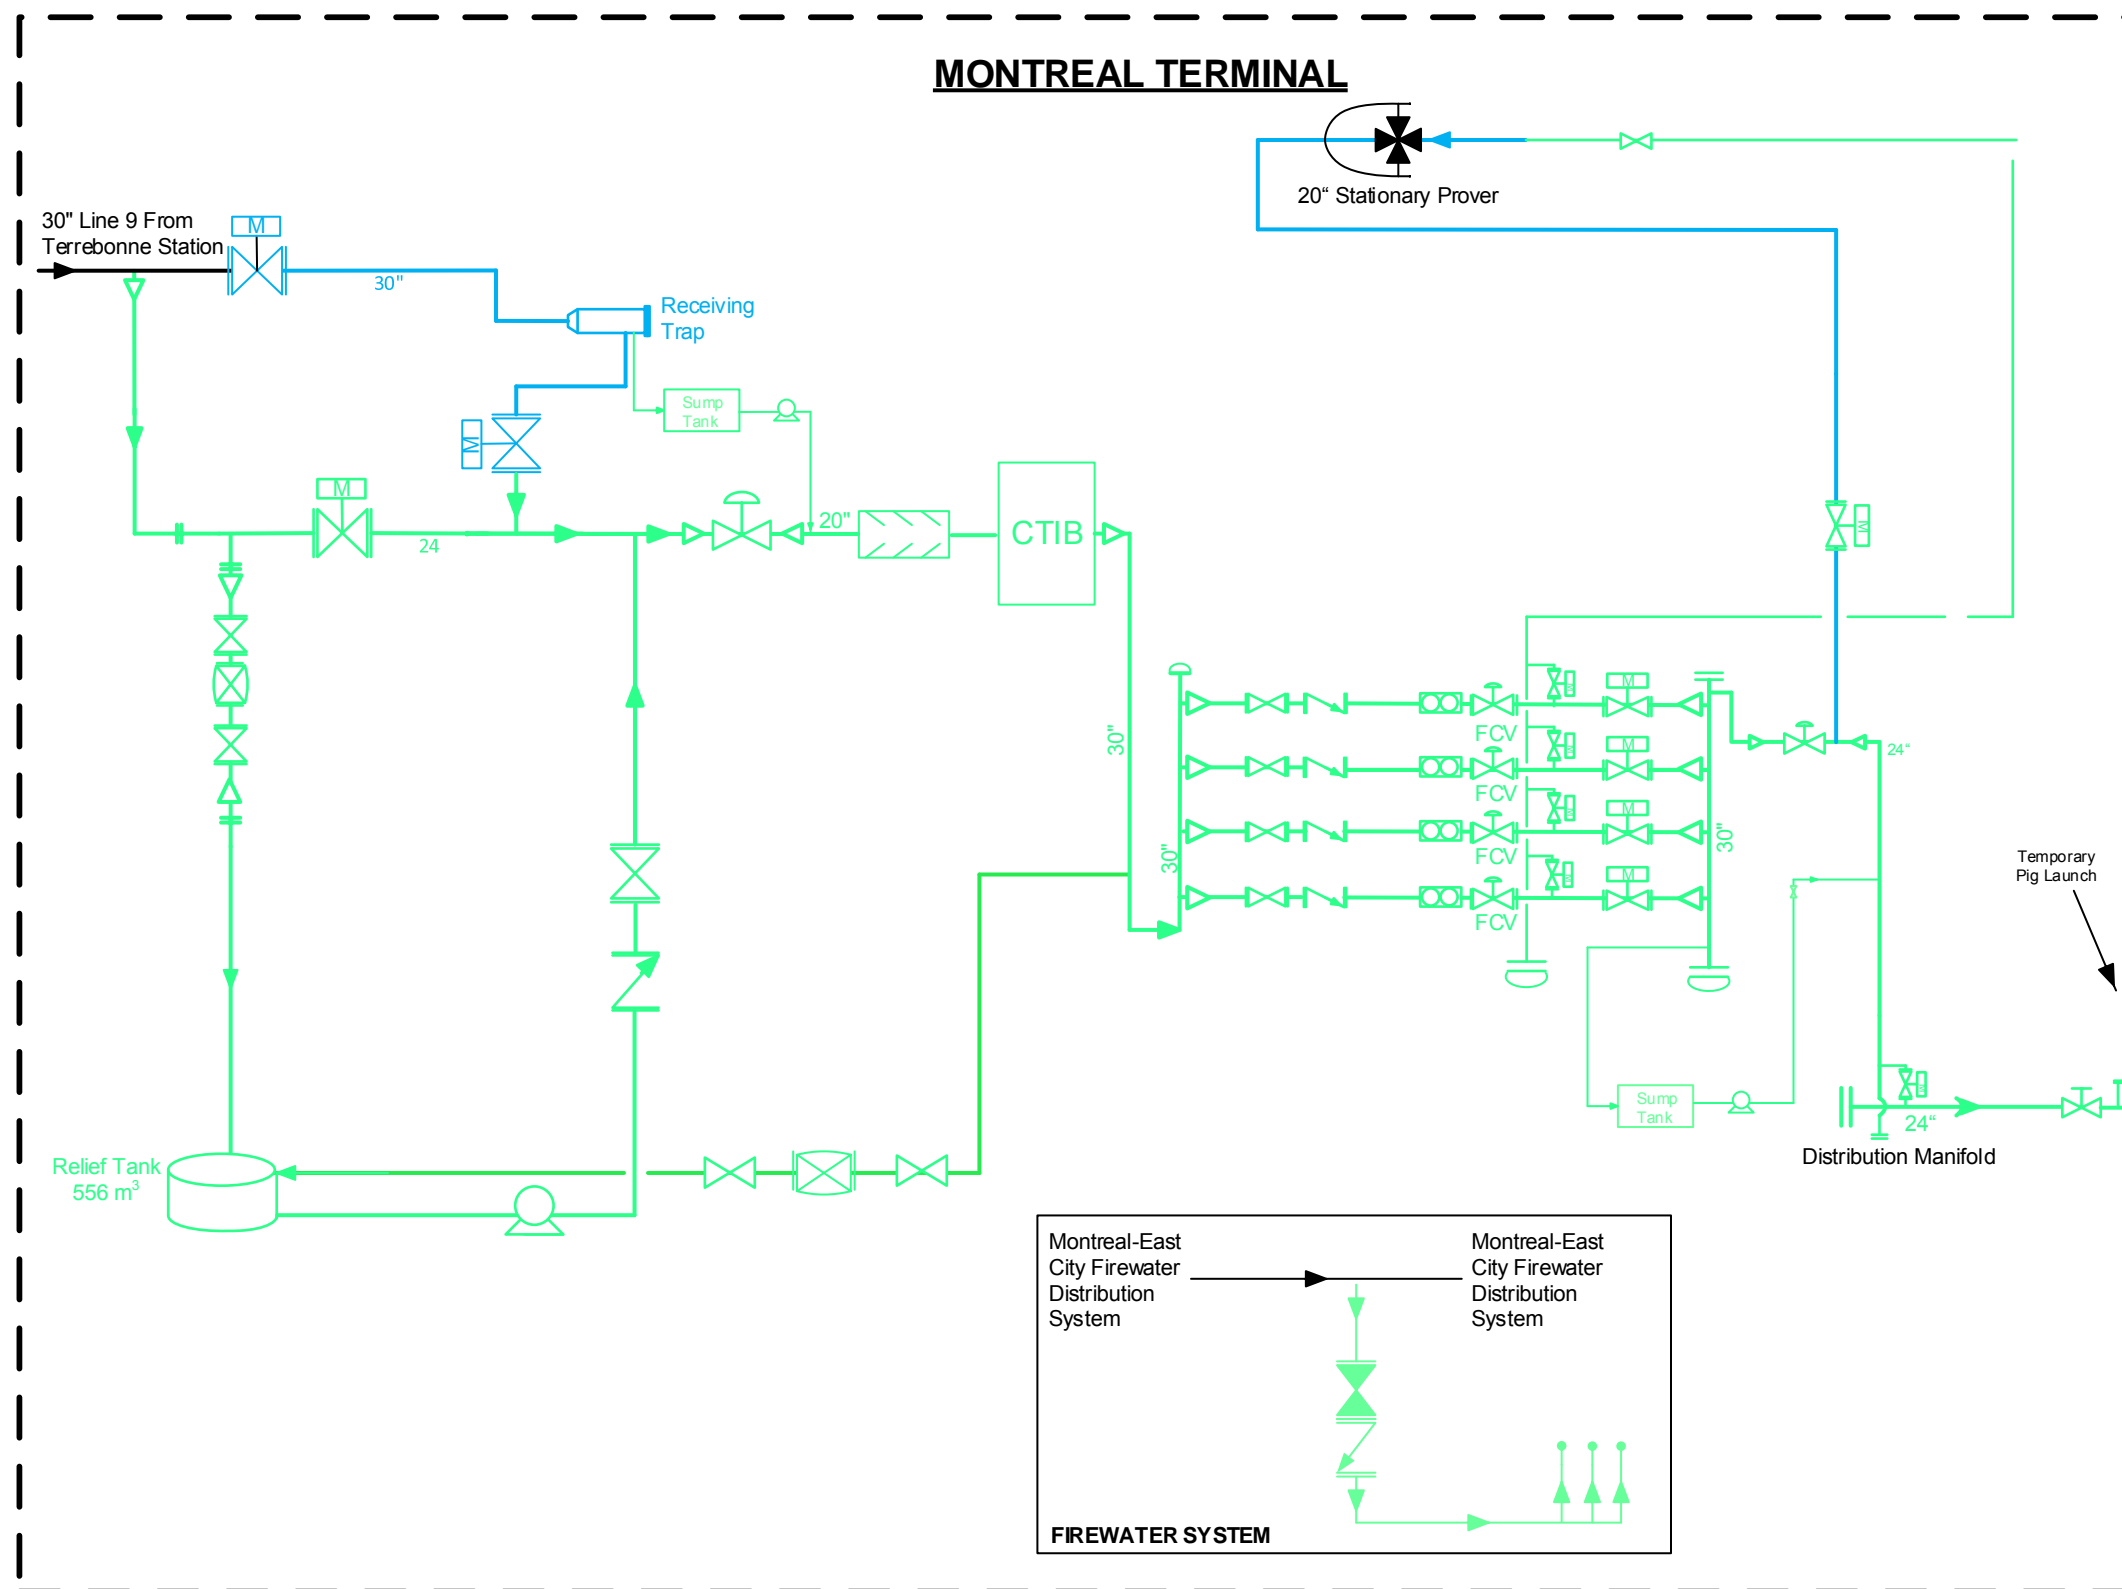 MONTREAL TERMINAL
20“ Stationary Prover
30" Line 9 From
Terrebonne Station
M
30"
Receiving
Trap
Sump
Tank
M
M
24
20"
CTIB
M
30"
30"
M
M
FCV
M
M
FCV
M
M
FCV
M
M
FCV
30"
24“
Temporary
Pig Launch
Sump
Tank
M
24“
Distribution Manifold
Relief Tank
556 m³
Montreal-East
City Firewater
Distribution
System
Montreal-East
City Firewater
Distribution
System
FIREWATER SYSTEM